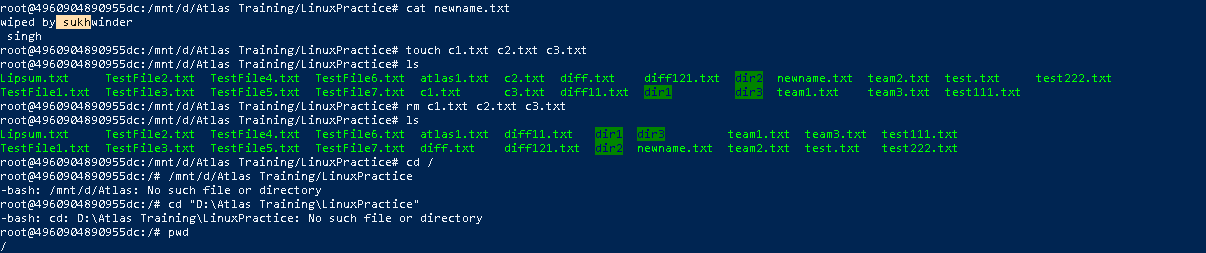 root@4960904890955dc:/mnt/d/Atlas Training/LinuxPractice# cat newname.txt
wiped by sukhwinder
 singh
root@4960904890955dc:/mnt/d/Atlas Training/LinuxPractice# touch c1.txt c2.txt c3.txt
root@4960904890955dc:/mnt/d/Atlas Training/LinuxPractice# ls
Lipsum.txt     TestFile2.txt  TestFile4.txt  TestFile6.txt  atlas1.txt  c2.txt  diff.txt    diff121.txt  dir2  newname.txt  team2.txt  test.txt     test222.txt
TestFile1.txt  TestFile3.txt  TestFile5.txt  TestFile7.txt  c1.txt      c3.txt  diff11.txt  dir1         dir3  team1.txt    team3.txt  test111.txt
root@4960904890955dc:/mnt/d/Atlas Training/LinuxPractice# rm c1.txt c2.txt c3.txt
root@4960904890955dc:/mnt/d/Atlas Training/LinuxPractice# ls
Lipsum.txt     TestFile2.txt  TestFile4.txt  TestFile6.txt  atlas1.txt  diff11.txt   dir1  dir3         team1.txt  team3.txt  test111.txt
TestFile1.txt  TestFile3.txt  TestFile5.txt  TestFile7.txt  diff.txt    diff121.txt  dir2  newname.txt  team2.txt  test.txt   test222.txt
root@4960904890955dc:/mnt/d/Atlas Training/LinuxPractice# cd /
root@4960904890955dc:/# /mnt/d/Atlas Training/LinuxPractice
-bash: /mnt/d/Atlas: No such file or directory
root@4960904890955dc:/# cd "D:\Atlas Training\LinuxPractice"
-bash: cd: D:\Atlas Training\LinuxPractice: No such file or directory
root@4960904890955dc:/# pwd
/